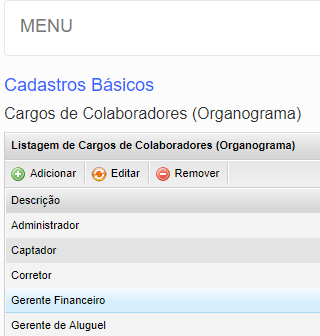 MENU
Cadastros Básicos
Cargos de Colaboradores (Organograma)
Listagem de Cargos de Colaboradores (Organograma)
Adicionar Editar Remover
Descrição
Administrador
Captador
Corretor
Gerente Financeiro
Gerente de Aluguel